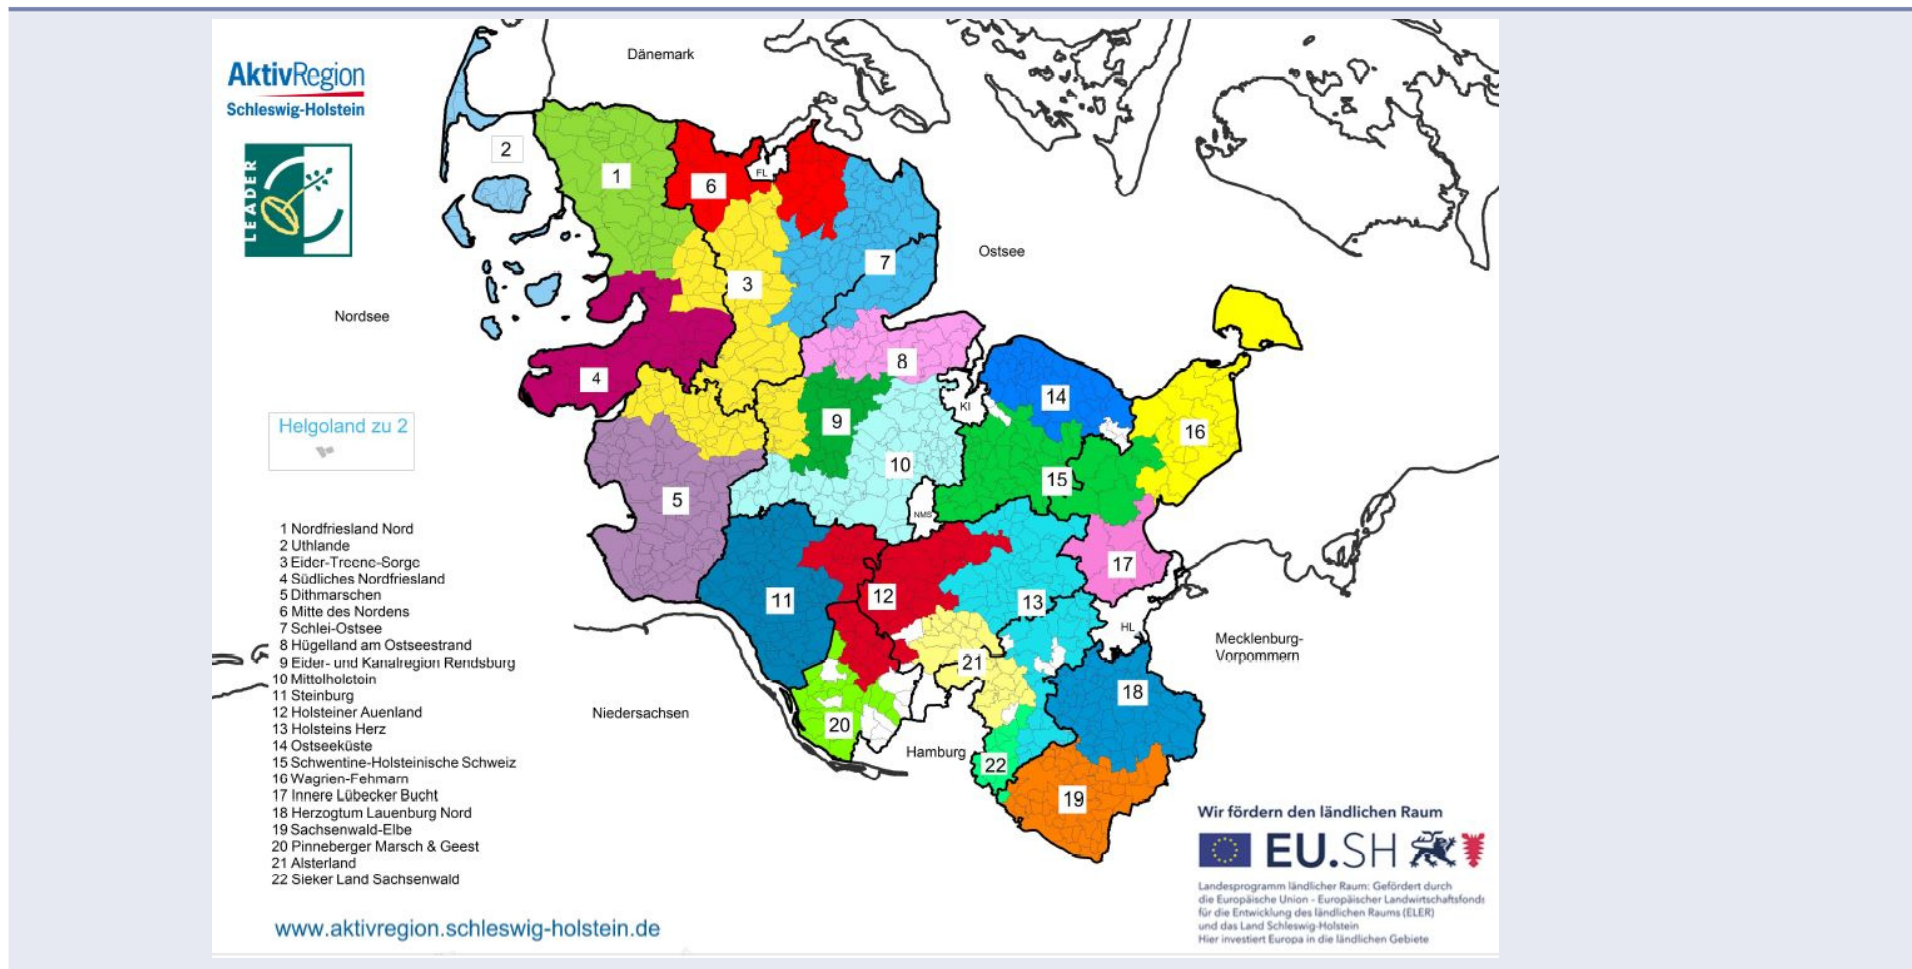 AktivRegion
Schleswig-Holstein
LEADER
Dänemark
Nordsee
Ostsee
Niedersachsen
Hamburg
Mecklenburg-
Vorpommern
1
2
3
4
5
6
7
8
9
10
11
12
13
14
15
16
17
18
19
20
21
22
FL
KI
NMS
HL
Helgoland zu 2
1 Nordfriesland Nord
2 Uthlande
3 Eider-Treene-Sorge
4 Südliches Nordfriesland
5 Dithmarschen
6 Mitte des Nordens
7 Schlei-Ostsee
8 Hügelland am Ostseestrand
9 Eider- und Kanalregion Rendsburg
10 Mittelholstein
11 Steinburg
12 Holsteiner Auenland
13 Holsteins Herz
14 Ostseeküste
15 Schwentine-Holsteinische Schweiz
16 Wagrien-Fehmarn
17 Innere Lübecker Bucht
18 Herzogtum Lauenburg Nord
19 Sachsenwald-Elbe
20 Pinneberger Marsch & Geest
21 Alsterland
22 Sieker Land Sachsenwald
www.aktivregion.schleswig-holstein.de
Wir fördern den ländlichen Raum
EU.SH
Landesprogramm ländlicher Raum: Gefördert durch
die Europäische Union - Europäischer Landwirtschaftsfonds
für die Entwicklung des ländlichen Raums (ELER)
und das Land Schleswig-Holstein
Hier investiert Europa in die ländlichen Gebiete